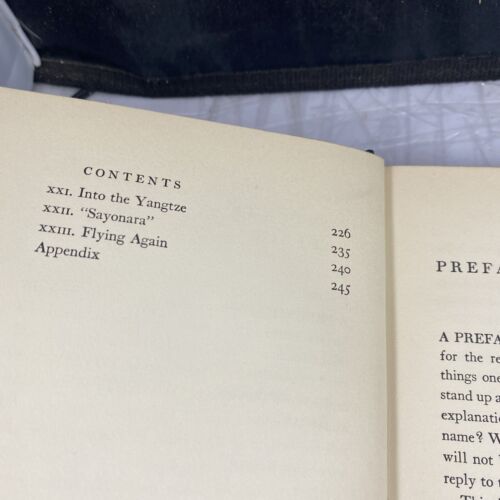 CONTENTS
XXI. Into the Yangtze 226
XXII. "Sayonara" 235
XXIII. Flying Again 240
Appendix 245
PREFA
A PREFA
for the re
things one
stand up a
explanatio
name? W
will not
reply to t